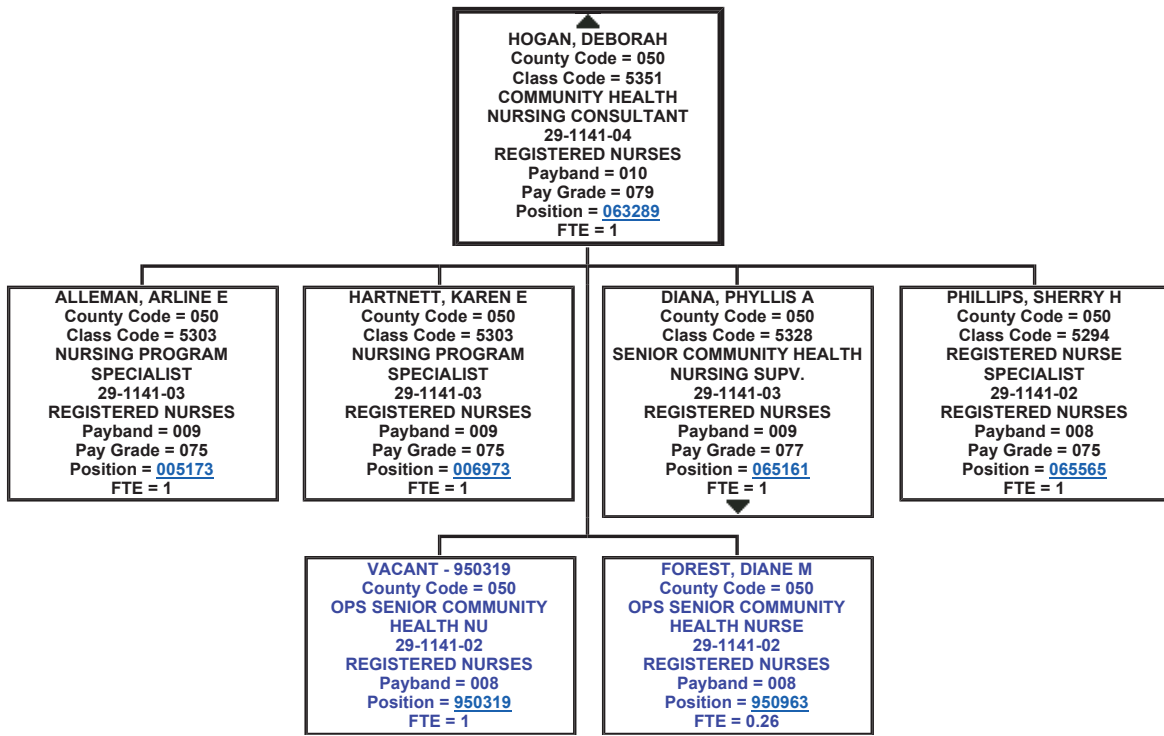 HOGAN, DEBORAH
County Code = 050
Class Code = 5351
COMMUNITY HEALTH
NURSING CONSULTANT
29-1141-04
REGISTERED NURSES
Payband = 010
Pay Grade = 079
Position = 063289
FTE = 1
ALLEMAN, ARLINE E
County Code = 050
Class Code = 5303
NURSING PROGRAM
SPECIALIST
29-1141-03
REGISTERED NURSES
Payband = 009
Pay Grade = 075
Position = 005173
FTE = 1
HARTNETT, KAREN E
County Code = 050
Class Code = 5303
NURSING PROGRAM
SPECIALIST
29-1141-03
REGISTERED NURSES
Payband = 009
Pay Grade = 075
Position = 006973
FTE = 1
DIANA, PHYLLIS A
County Code = 050
Class Code = 5328
SENIOR COMMUNITY HEALTH
NURSING SUPV.
29-1141-03
REGISTERED NURSES
Payband = 009
Pay Grade = 077
Position = 065161
FTE = 1
PHILLIPS, SHERRY H
County Code = 050
Class Code = 5294
REGISTERED NURSE
SPECIALIST
29-1141-02
REGISTERED NURSES
Payband = 008
Pay Grade = 075
Position = 065565
FTE = 1
VACANT - 950319
County Code = 050
OPS SENIOR COMMUNITY
HEALTH NU
29-1141-02
REGISTERED NURSES
Payband = 008
Position = 950319
FTE = 1
FOREST, DIANE M
County Code = 050
OPS SENIOR COMMUNITY
HEALTH NURSE
29-1141-02
REGISTERED NURSES
Payband = 008
Position = 950963
FTE = 0.26